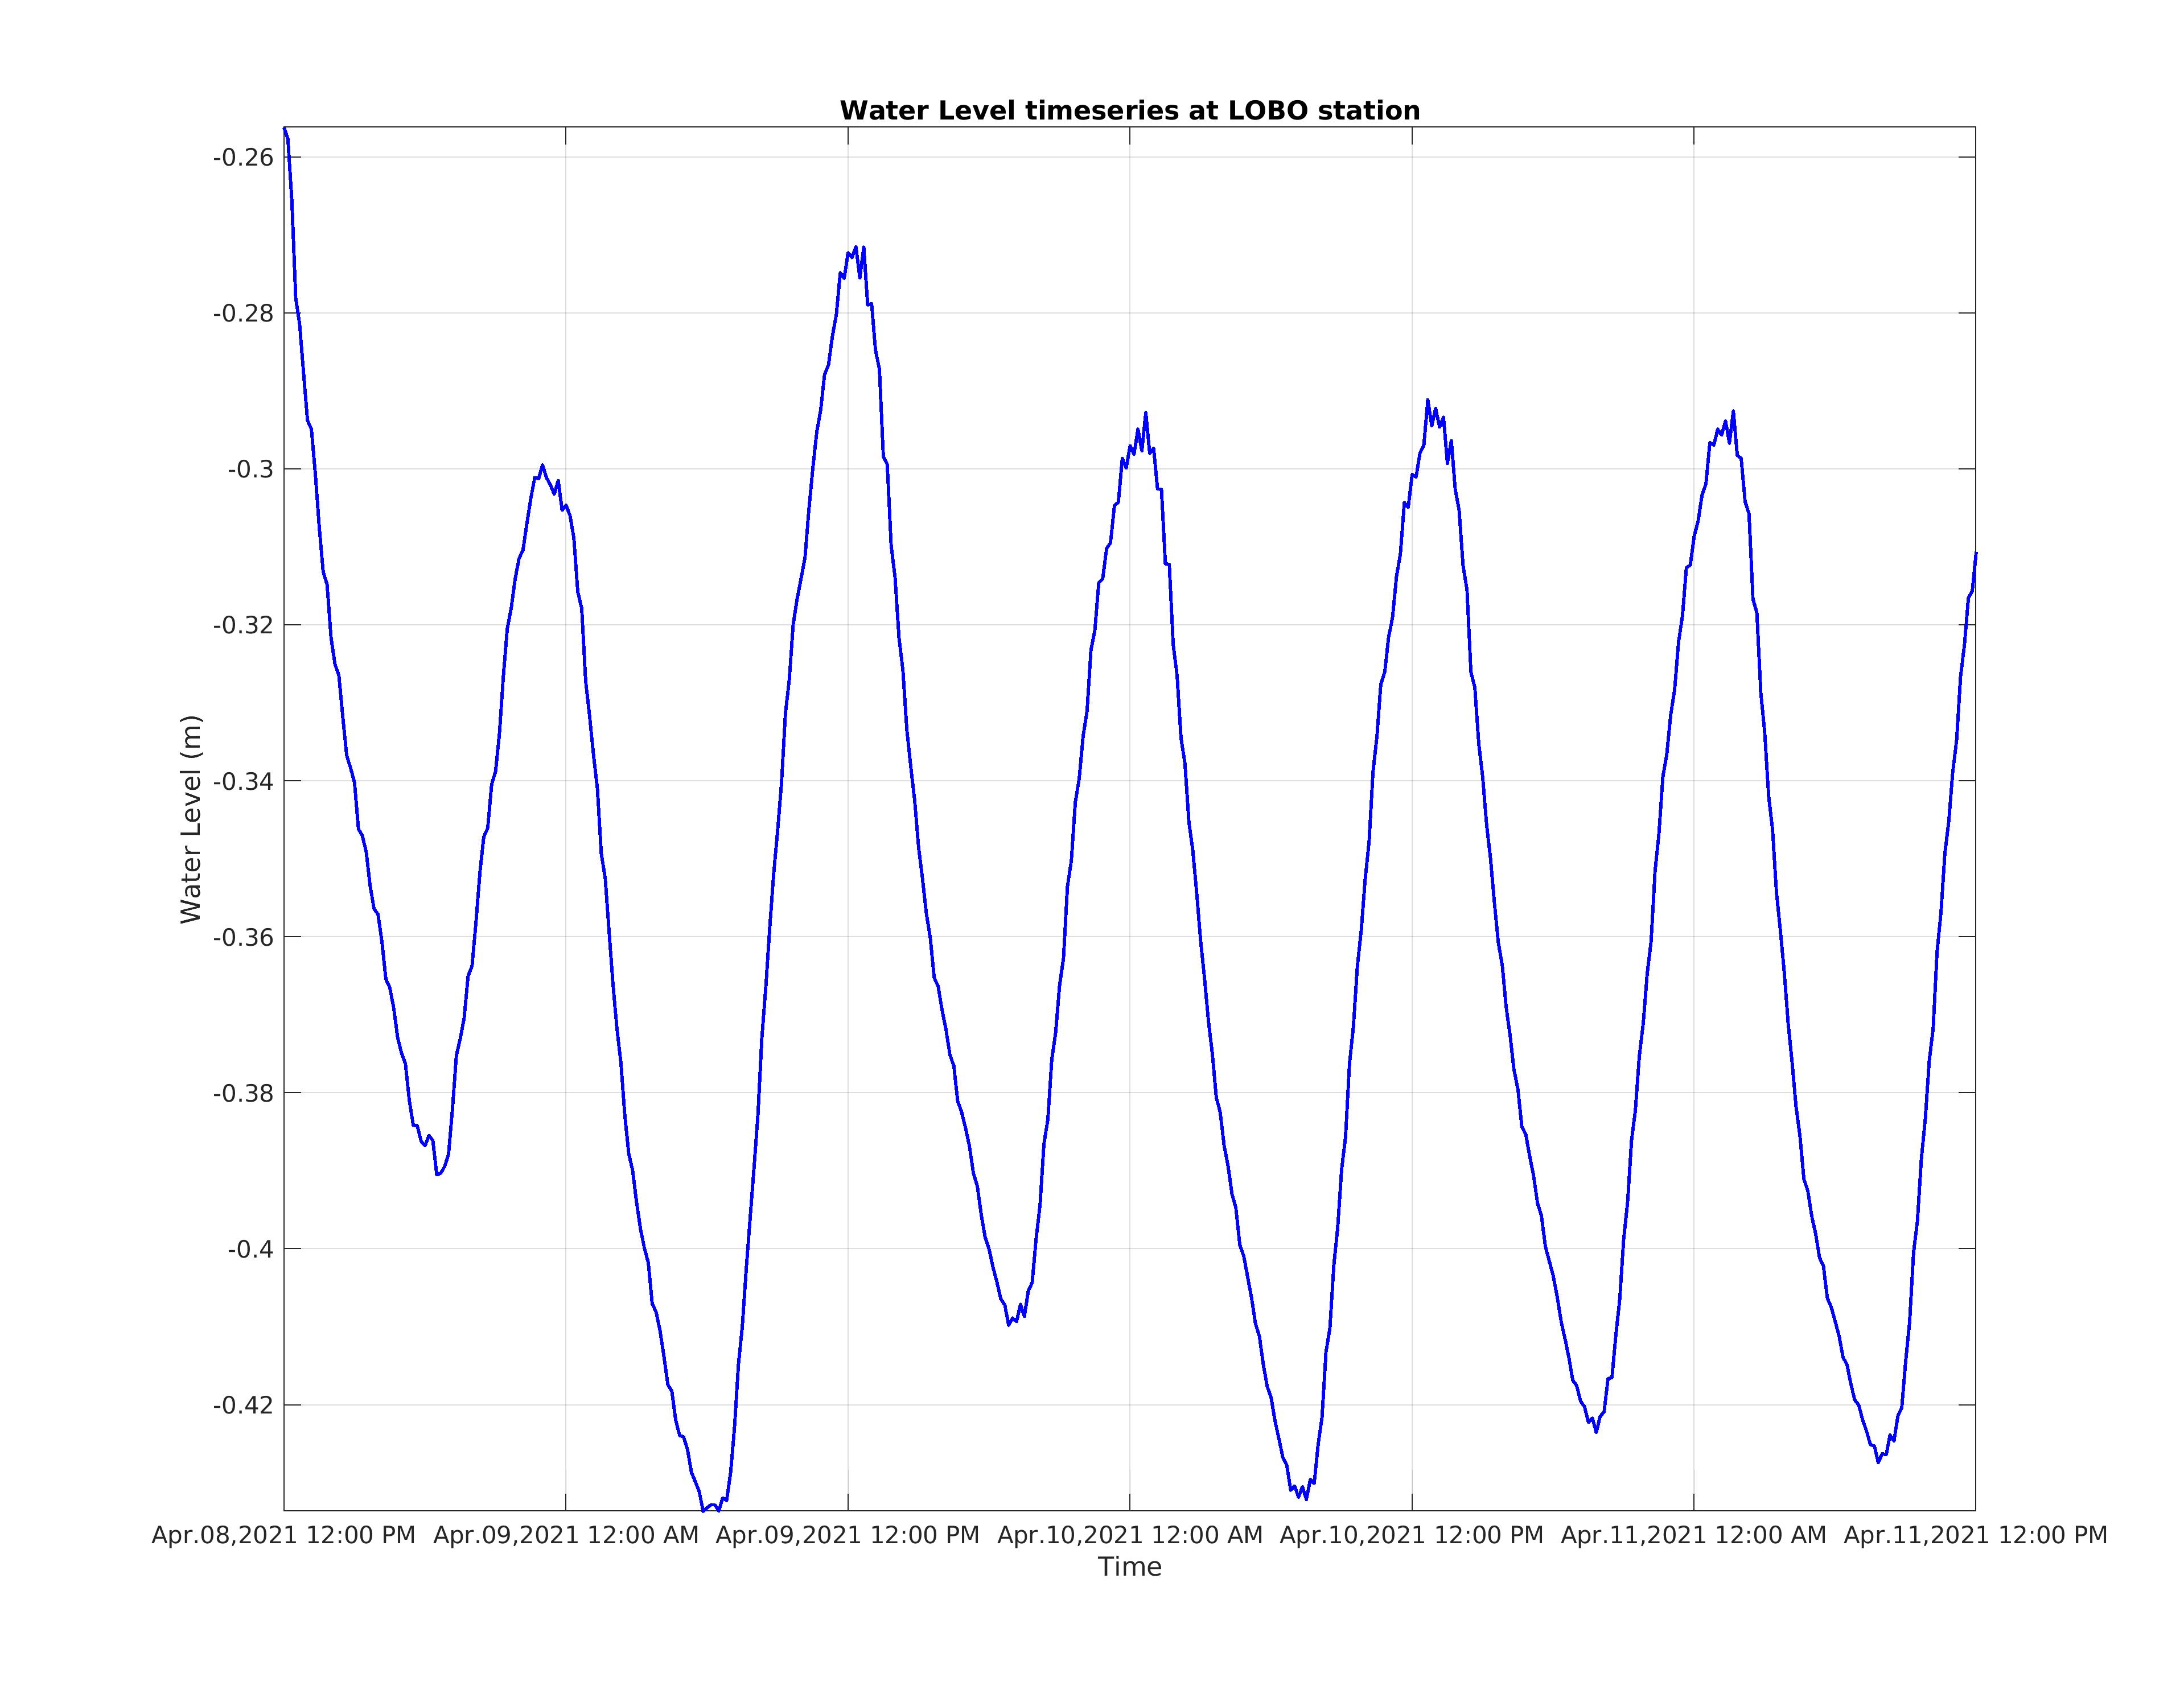 Water Level timeseries at LOBO station
-0.26
-0.28
-0.3
-0.32
-0.34
-0.36
-0.38
-0.4
-0.42
Water Level (m)
Apr.08,2021 12:00 PM Apr.09,2021 12:00 AM Apr.09,2021 12:00 PM Apr.10,2021 12:00 AM Apr.10,2021 12:00 PM Apr.11,2021 12:00 AM Apr.11,2021 12:00 PM
Time